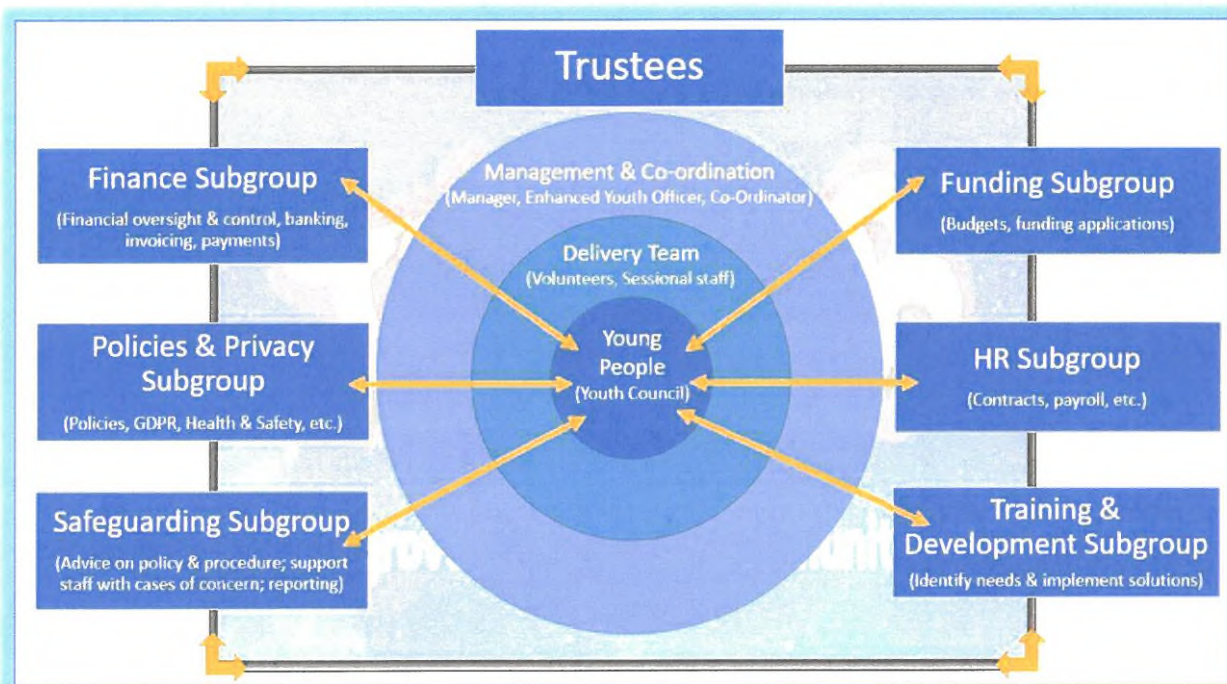 Trustees
Finance Subgroup
(Financial oversight & control, banking,
invoicing, payments)
Policies & Privacy
Subgroup
(Policies, GDPR, Health & Safety, etc.)
Safeguarding Subgroup
(Advice on policy & procedure; support
staff with cases of concern; reporting)
Management & Co-ordination
(Manager, Enhanced Youth Officer, Co-Ordinator)
Delivery Team
(Volunteers, Sessional staff)
Young
People
(Youth Council)
Funding Subgroup
(Budgets, funding applications)
HR Subgroup
(Contracts, payroll, etc.)
Training &
Development Subgroup
(Identify needs & implement solutions)